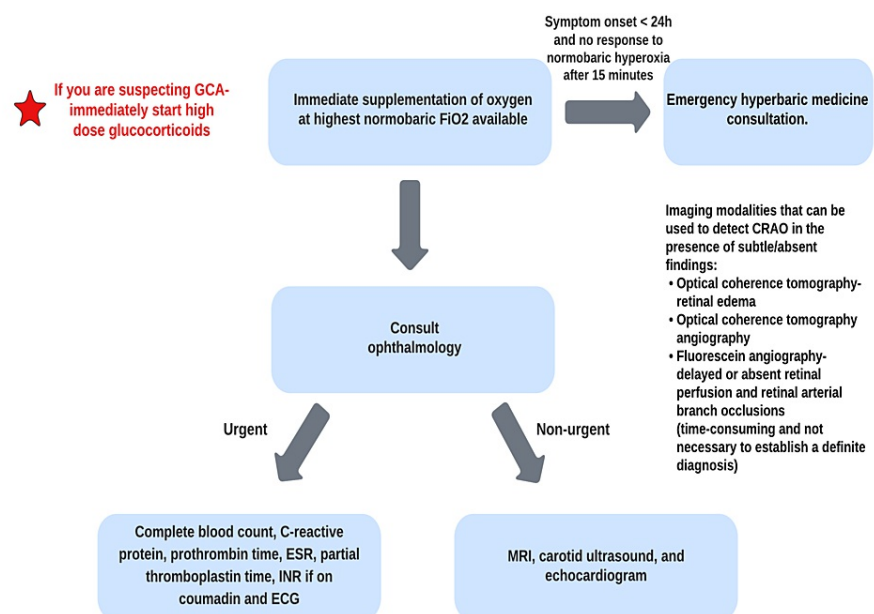 If you are suspecting GCA-
immediately start high
dose glucocorticoids
Immediate supplementation of oxygen
at highest normobaric FiO2 available
Symptom onset < 24h
and no response to
normobaric hyperoxia
after 15 minutes
Emergency hyperbaric medicine
consultation.
Imaging modalities that can be
used to detect CRAO in the
presence of subtle/absent
findings:
• Optical coherence tomography-
retinal edema
• Optical coherence tomography
angiography
• Fluorescein angiography-
delayed or absent retinal
perfusion and retinal arterial
branch occlusions
(time-consuming and not
necessary to establish a definite
diagnosis)
Consult
ophthalmology
Urgent
Non-urgent
Complete blood count, C-reactive
protein, prothrombin time, ESR, partial
thromboplastin time, INR if on
coumadin and ECG
MRI, carotid ultrasound, and
echocardiogram